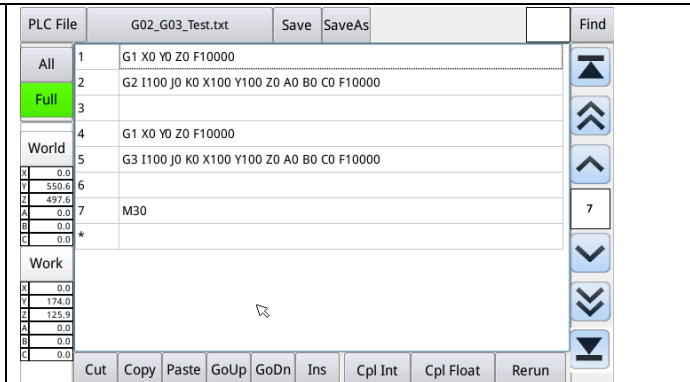 PLC File G02_G03_Test.txt Save SaveAs Find
All
Full
1 G1 X0 Y0 Z0 F10000
2 G2 I100 J0 K0 X100 Y100 Z0 A0 B0 C0 F10000
3
4 G1 X0 Y0 Z0 F10000
5 G3 I100 J0 K0 X100 Y100 Z0 A0 B0 C0 F10000
6
7 M30
*
World
X 0.0
Y 550.6
Z 497.6
A 0.0
B 0.0
C 0.0
Work
X 0.0
Y 174.0
Z 125.9
A 0.0
B 0.0
C 0.0
7
Cut Copy Paste GoUp GoDn Ins Cpl Int Cpl Float Rerun